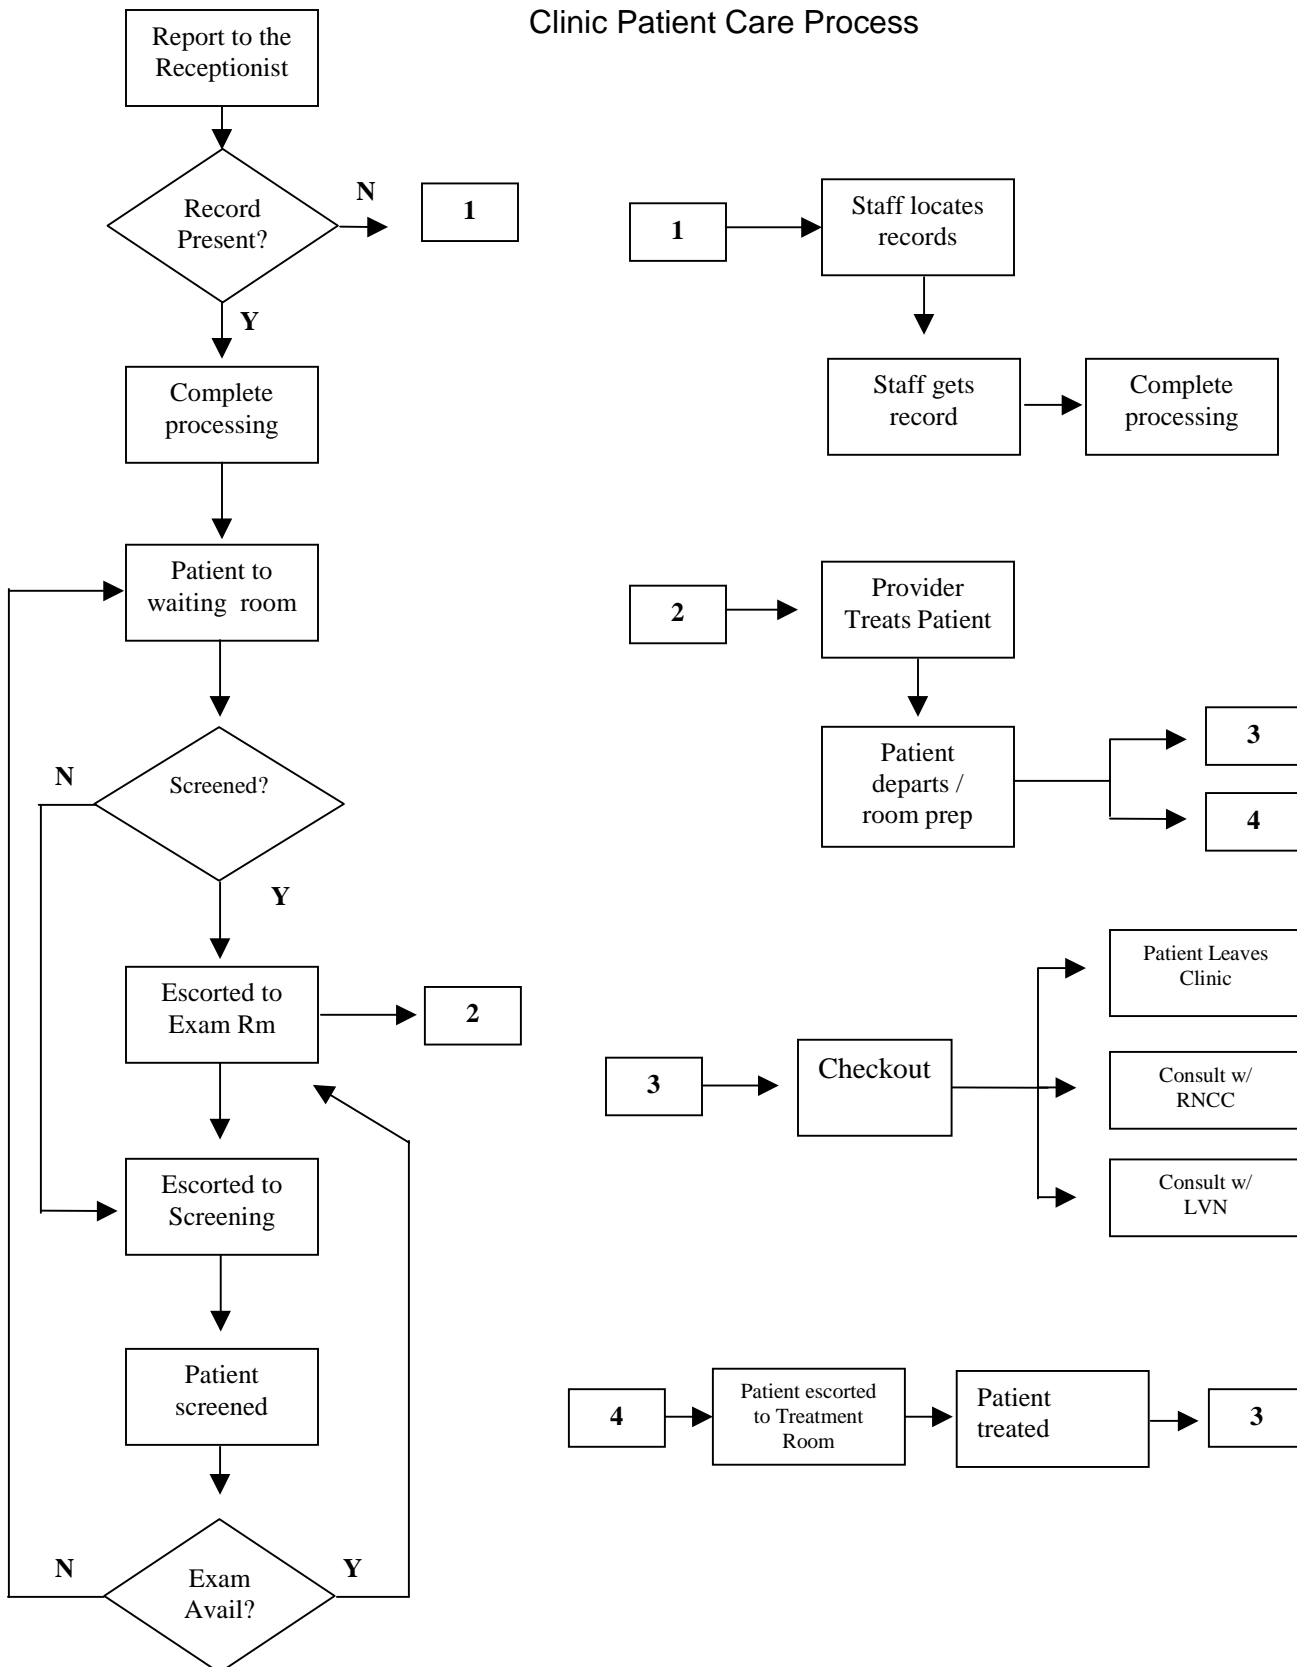 Clinic Patient Care Process
Report to the
Receptionist
Record
Present?
N
1
Y
Complete
processing
Patient to
waiting room
Screened?
N
Y
Escorted to
Exam Rm
2
Escorted to
Screening
Patient
screened
Exam
Avail?
N
Y
1
Staff locates
records
Staff gets
record
Complete
processing
2
Provider
Treats Patient
Patient
departs /
room prep
3
4
3
Checkout
Patient Leaves
Clinic
Consult w/
RNCC
Consult w/
LVN
4
Patient escorted
to Treatment
Room
Patient
treated
3